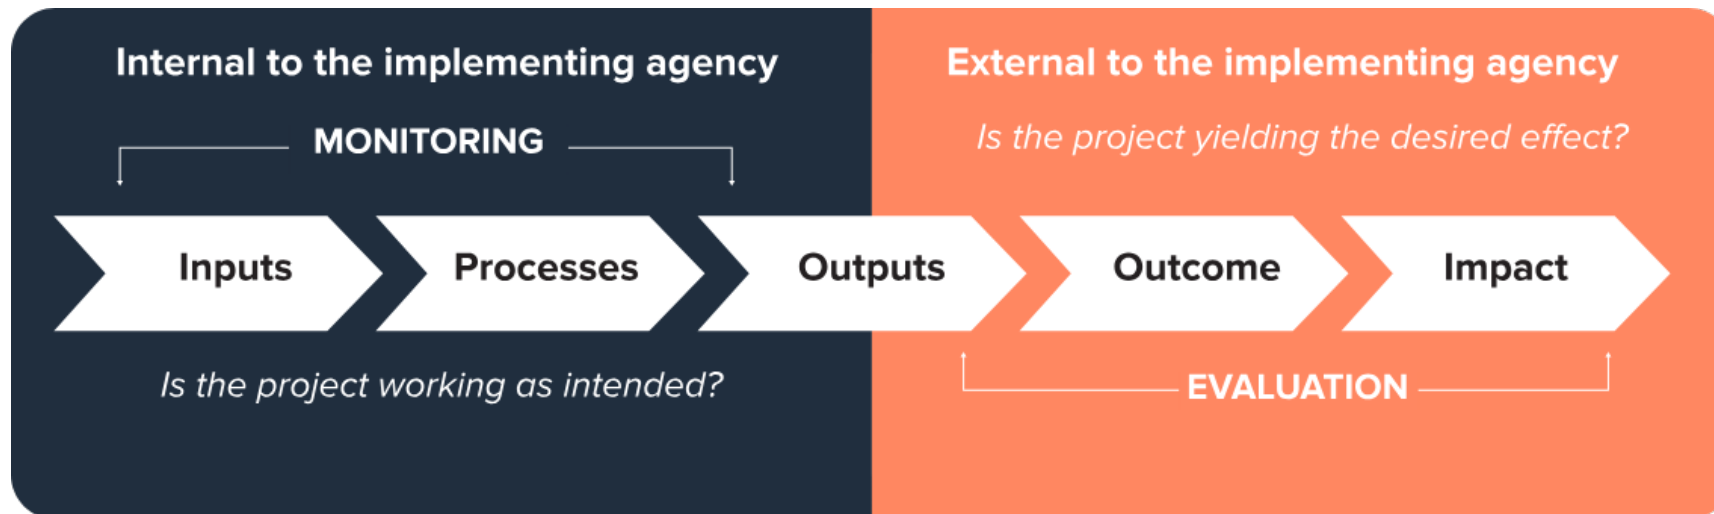 Internal to the implementing agency
MONITORING
Is the project working as intended?
External to the implementing agency
Is the project yielding the desired effect?
Inputs
Processes
Outputs
Outcome
Impact
EVALUATION